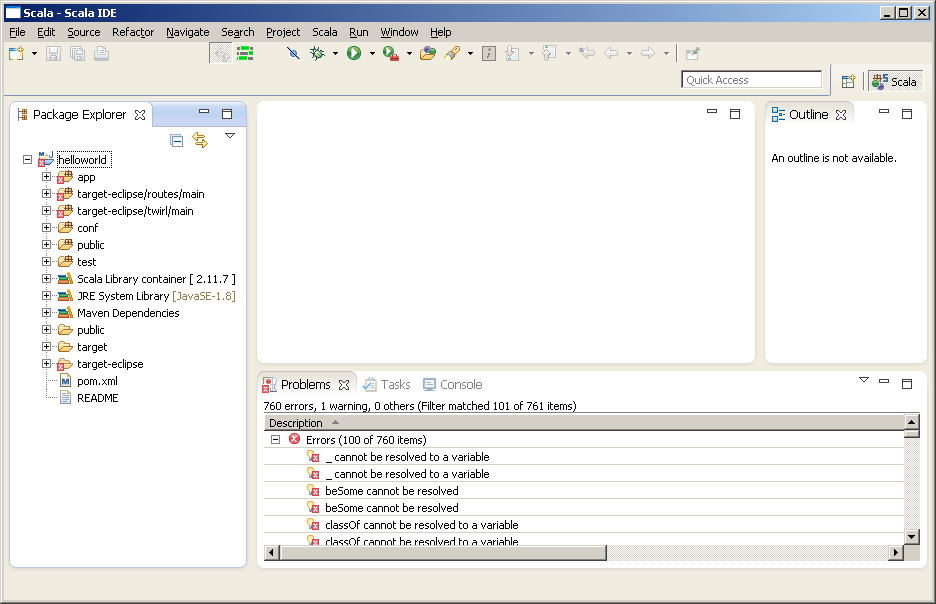 Scala - Scala IDE
File Edit Source Refactor Navigate Search Project Scala Run Window Help
Quick Access
Scala
Package Explorer
helloworld
app
target-eclipse/routes/main
target-eclipse/twirl/main
conf
public
test
Scala Library container [ 2.11.7 ]
JRE System Library [JavaSE-1.8]
Maven Dependencies
public
target
target-eclipse
pom.xml
README
Outline
An outline is not available.
Problems Tasks Console
760 errors, 1 warning, 0 others (Filter matched 101 of 761 items)
Description
Errors (100 of 760 items)
_ cannot be resolved to a variable
_ cannot be resolved to a variable
beSome cannot be resolved
beSome cannot be resolved
classOf cannot be resolved to a variable
classOf cannot be resolved to a variable